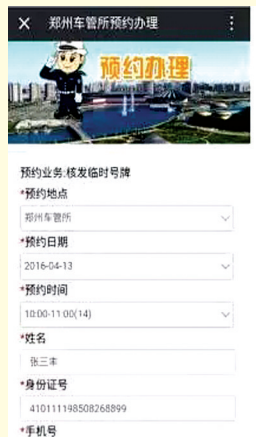 郑州车管所预约办理
预约办理
预约业务:核发临时号牌
*预约地点
郑州车管所
*预约日期
2016-04-13
*预约时间
10:00-11:00(14)
*姓名
张三丰
*身份证号
410111198508268899
*手机号